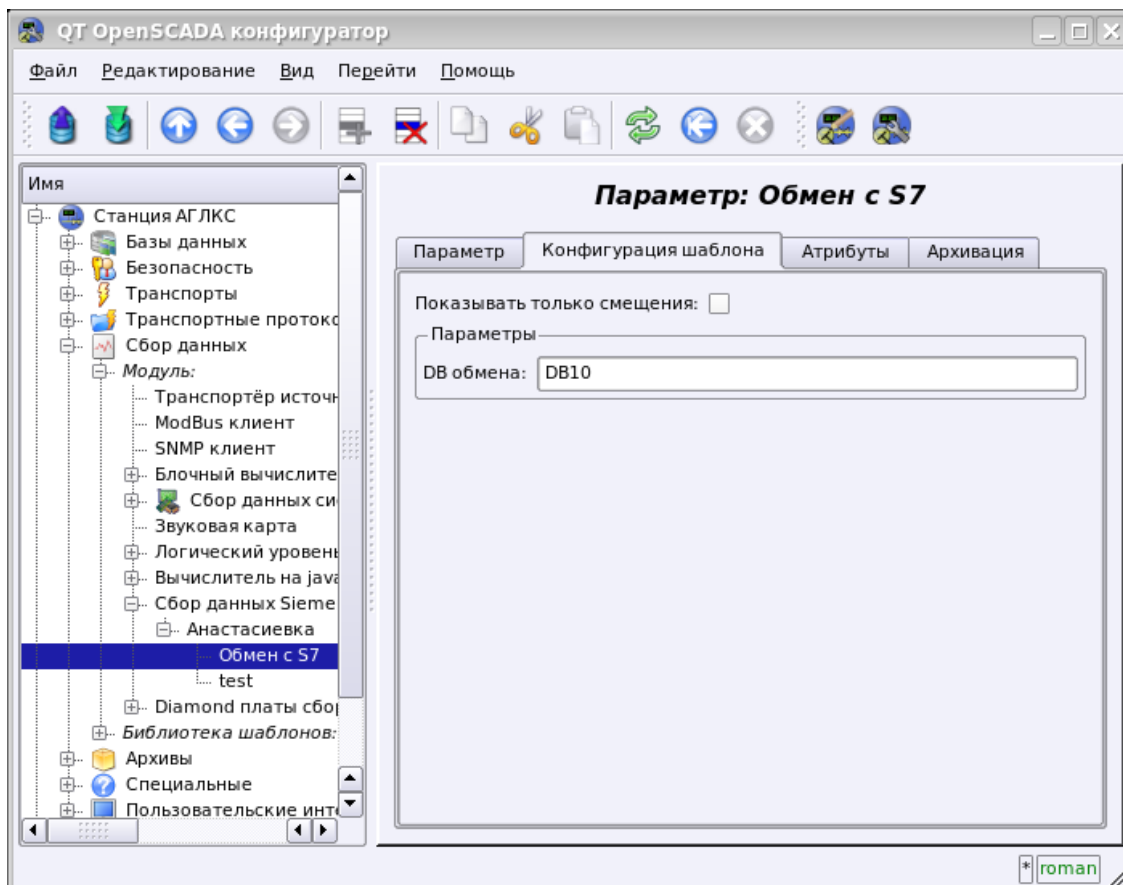 QT OpenSCADA конфигуратор
Файл Редактирование Вид Перейти Помощь
Имя
Станция АГЛКС
Базы данных
Безопасность
Транспорты
Транспортные протокo
Сбор данных
Модуль:
Транспортёр источн
ModBus клиент
SNMP клиент
Блочный вычислите
Сбор данных си
Звуковая карта
Логический уровень
Вычислитель на java
Сбор данных Sieme
Анастасиевка
Обмен с S7
test
Diamond платы сбор
Библиотека шаблонов:
Архивы
Специальные
Пользовательские инте
Параметр: Обмен с S7
Параметр Конфигурация шаблона Атрибуты Архивация
Показывать только смещения:
Параметры
DB обмена: DB10
* roman